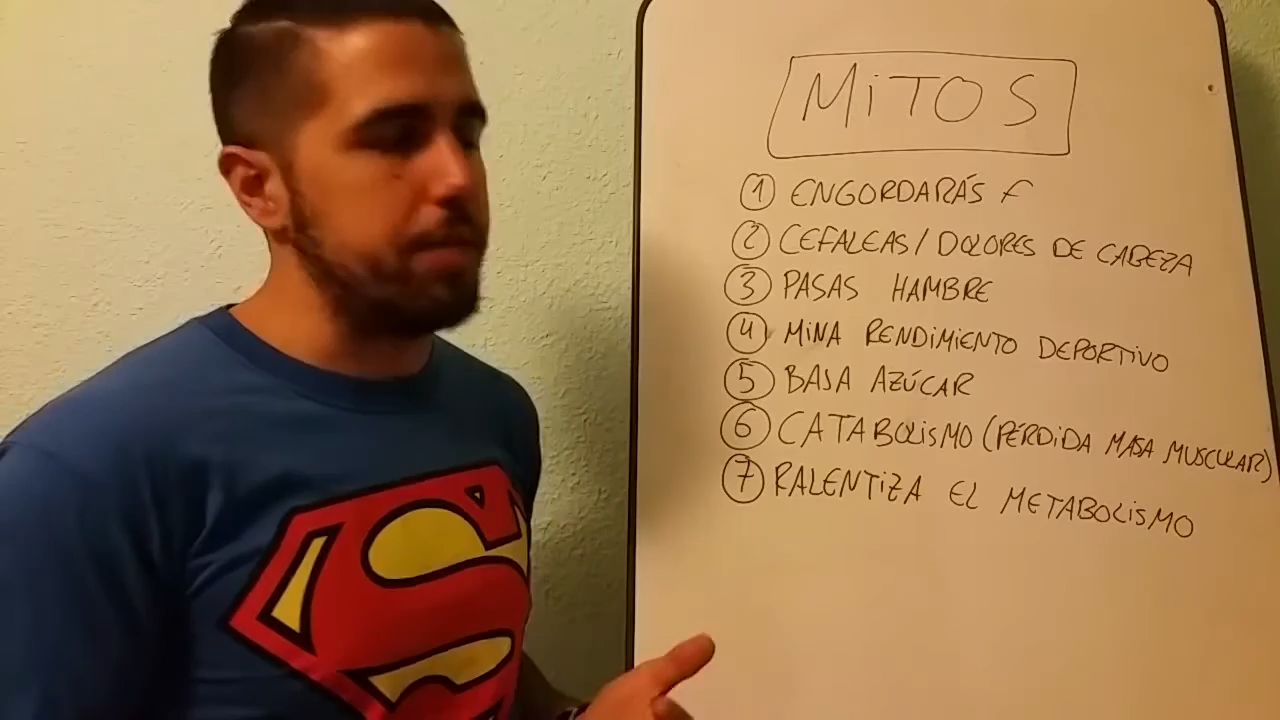 MiTOS
1 ENGORDARÁS F
2 CEFALEAS / DOLORES DE CABEZA
3 PASAS HAMBRE
4 MINA RENDIMIENTO DEPORTIVO
5 BAJA AZÚCAR
6 CATABOLISMO (PÉRDIDA MASA MUSCULAR)
7 RALENTIZA EL METABOLISMO
S